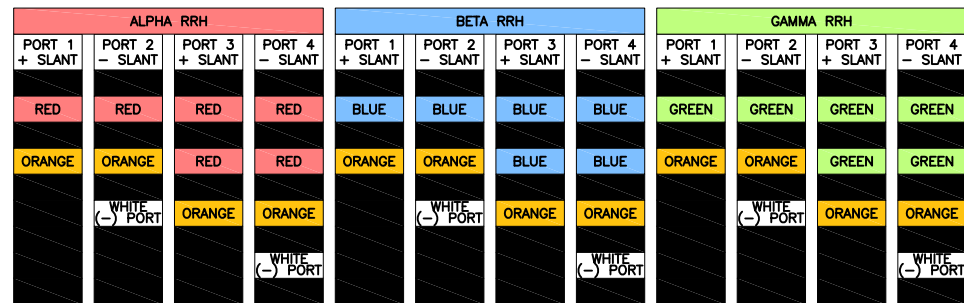 ALPHA RRH BETA RRH GAMMA RRH
PORT 1 PORT 2 PORT 3 PORT 4 PORT 1 PORT 2 PORT 3 PORT 4 PORT 1 PORT 2 PORT 3 PORT 4
+ SLANT - SLANT + SLANT - SLANT + SLANT - SLANT + SLANT - SLANT + SLANT - SLANT + SLANT - SLANT
RED RED RED RED BLUE BLUE BLUE BLUE GREEN GREEN GREEN GREEN
ORANGE ORANGE RED RED ORANGE ORANGE BLUE BLUE ORANGE ORANGE GREEN GREEN
WHITE WHITE WHITE
(-) PORT ORANGE ORANGE (-) PORT ORANGE ORANGE (-) PORT ORANGE ORANGE
WHITE WHITE WHITE
(-) PORT (-) PORT (-) PORT